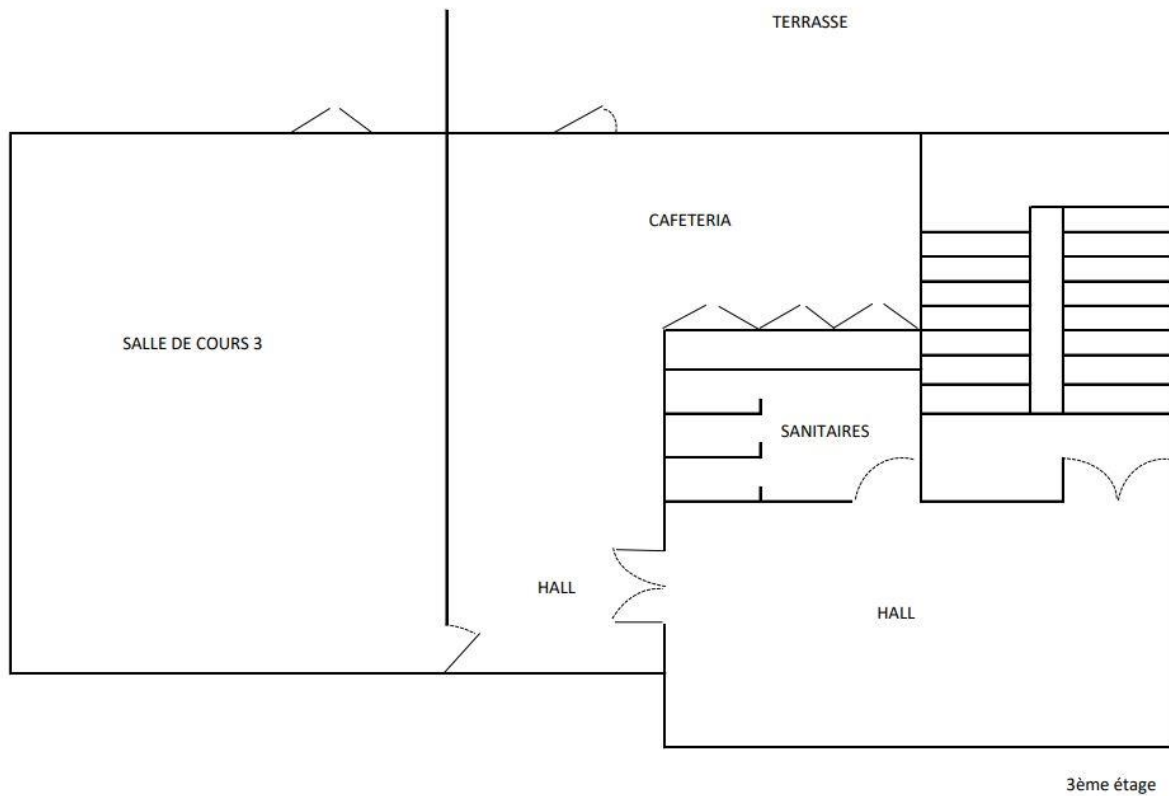 TERRASSE
CAFETERIA
SALLE DE COURS 3
SANITAIRES
HALL
HALL
3ème étage